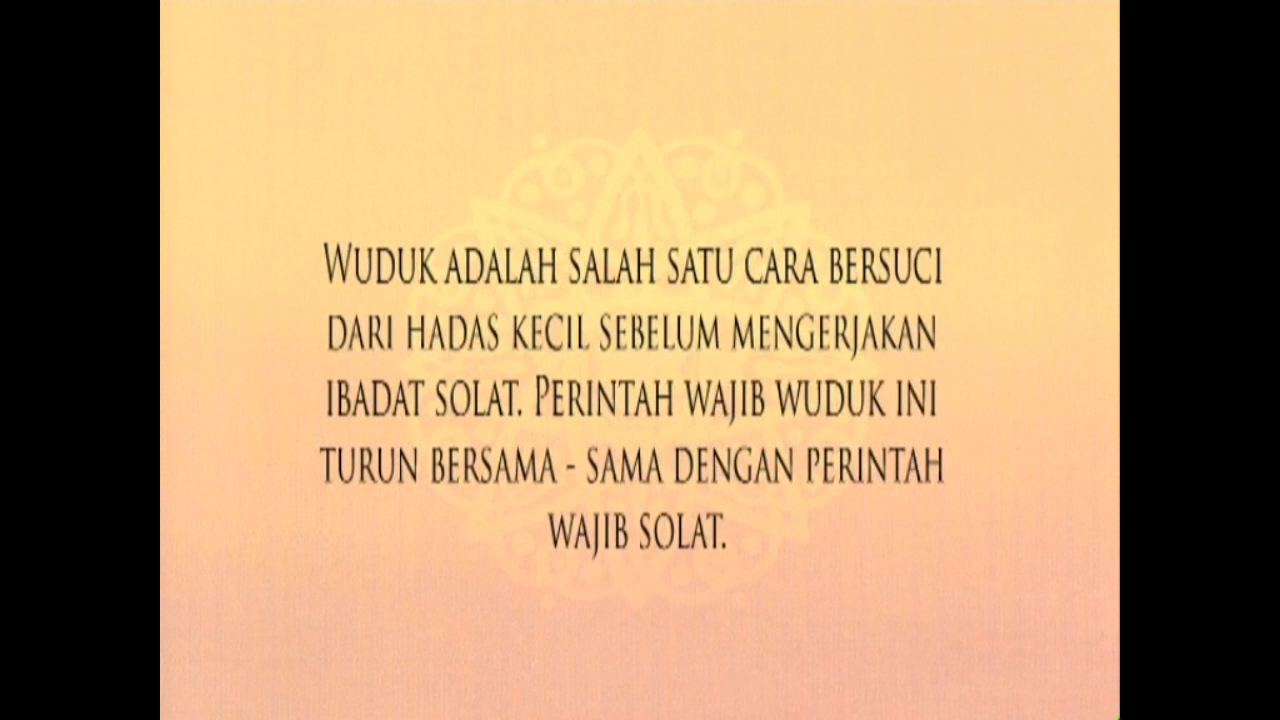 Wuduk adalah salah satu cara bersuci
dari hadas kecil sebelum mengerjakan
ibadat solat. Perintah wajib wuduk ini
turun bersama - sama dengan perintah
wajib solat.